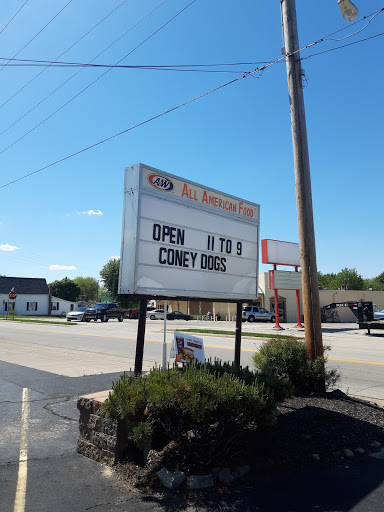 A&W All American Food
OPEN 11 TO 9
CONEY DOGS